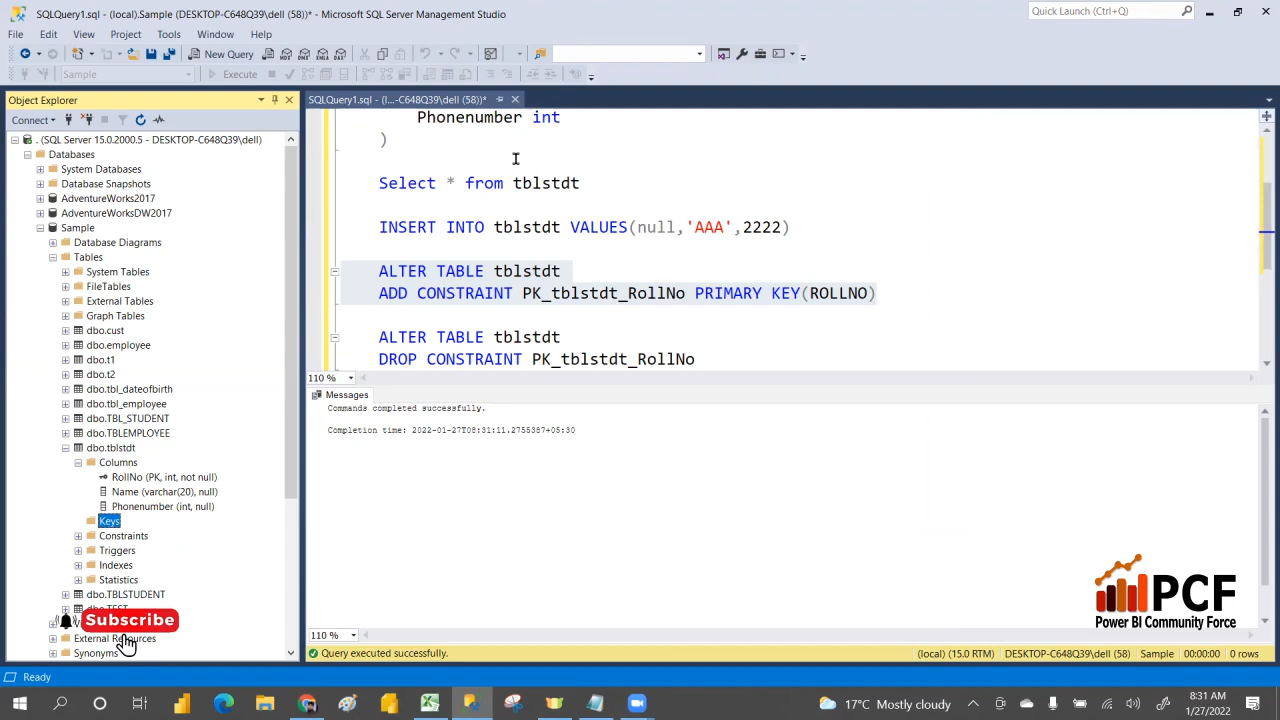 SQLQuery1.sql - (local).Sample (DESKTOP-C648Q39\dell (58))* - Microsoft SQL Server Management Studio
Quick Launch (Ctrl+Q)
File Edit View Project Tools Window Help
New Query
MDX DMX XMLA DAX
Sample
Execute
Object Explorer
SQLQuery1.sql - (l...-C648Q39\dell (58))*
Connect
. (SQL Server 15.0.2000.5 - DESKTOP-C648Q39\dell)
Databases
System Databases
Database Snapshots
AdventureWorks2017
AdventureWorksDW2017
Sample
Database Diagrams
Tables
System Tables
FileTables
External Tables
Graph Tables
dbo.cust
dbo.employee
dbo.t1
dbo.t2
dbo.tbl_dateofbirth
dbo.tbl_employee
dbo.TBL_STUDENT
dbo.TBLEMPLOYEE
dbo.tblstdt
Columns
RollNo (PK, int, not null)
Name (varchar(20), null)
Phonenumber (int, null)
Keys
Constraints
Triggers
Indexes
Statistics
dbo.TBLSTUDENT
dbo.TEST
Subscribe
External Resources
Synonyms
Phonenumber int
)
Select * from tblstdt
INSERT INTO tblstdt VALUES(null,'AAA',2222)
ALTER TABLE tblstdt
ADD CONSTRAINT PK_tblstdt_RollNo PRIMARY KEY(ROLLNO)
ALTER TABLE tblstdt
DROP CONSTRAINT PK_tblstdt_RollNo
110 %
Messages
Commands completed successfully.
Completion time: 2022-01-27T08:31:11.2755387+05:30
PCF
Power BI Community Force
110 %
Query executed successfully.
(local) (15.0 RTM) DESKTOP-C648Q39\dell (58) Sample 00:00:00 0 rows
Ready
17°C Mostly cloudy
8:31 AM
1/27/2022